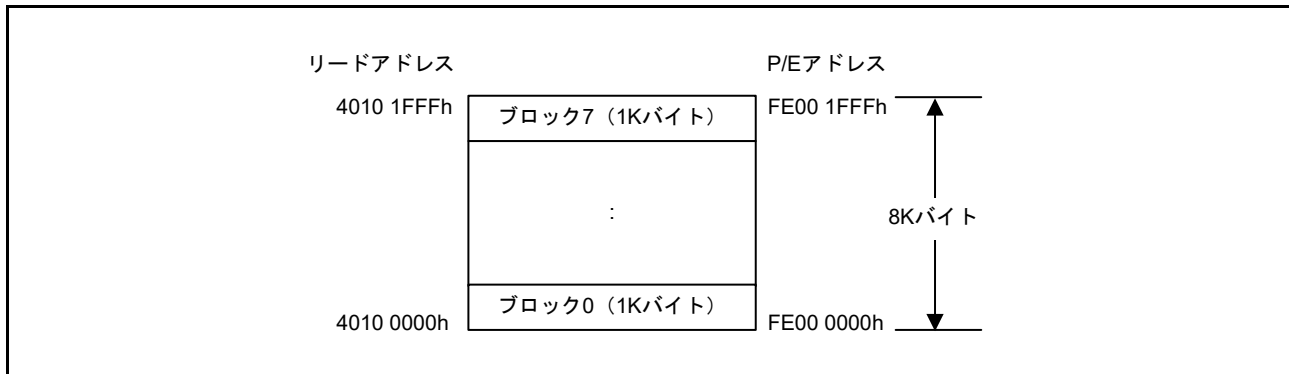 リードアドレス
P/Eアドレス
4010 1FFFh
ブロック7（1Kバイト）
FE00 1FFFh
:
8Kバイト
ブロック0（1Kバイト）
4010 0000h
FE00 0000h